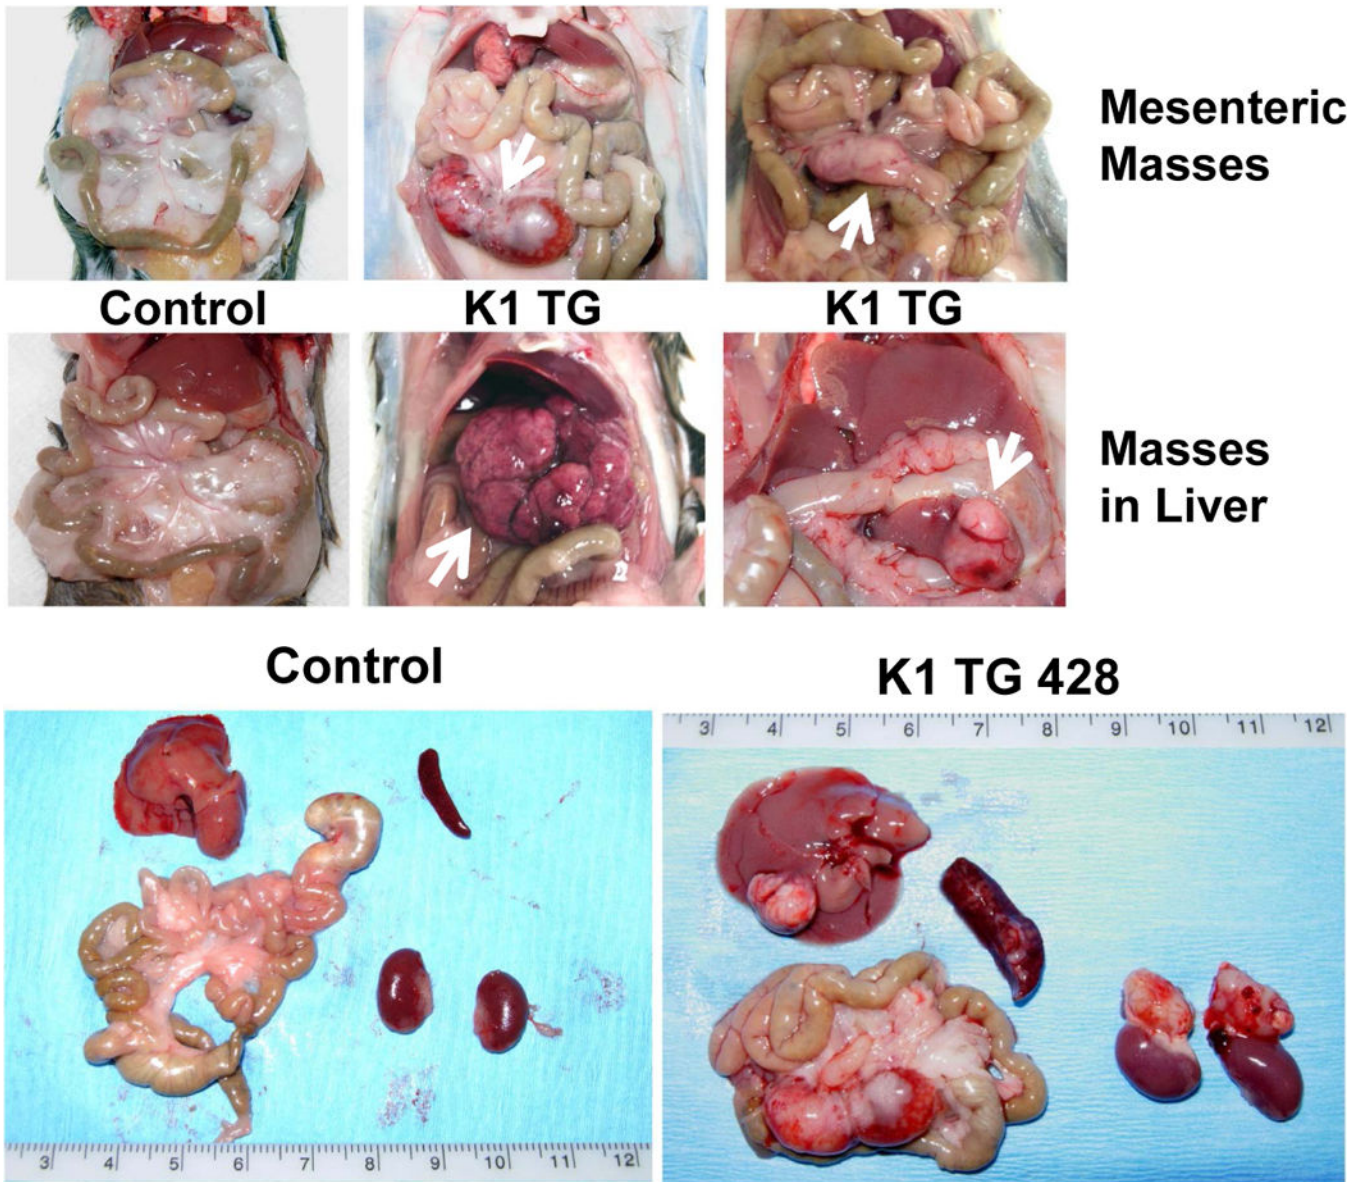 Mesenteric
Masses
Control K1 TG K1 TG
Masses
in Liver
Control
K1 TG 428
3 4 5 6 7 8 9 10 11 12
3 4 5 6 7 8 9 10 11 12